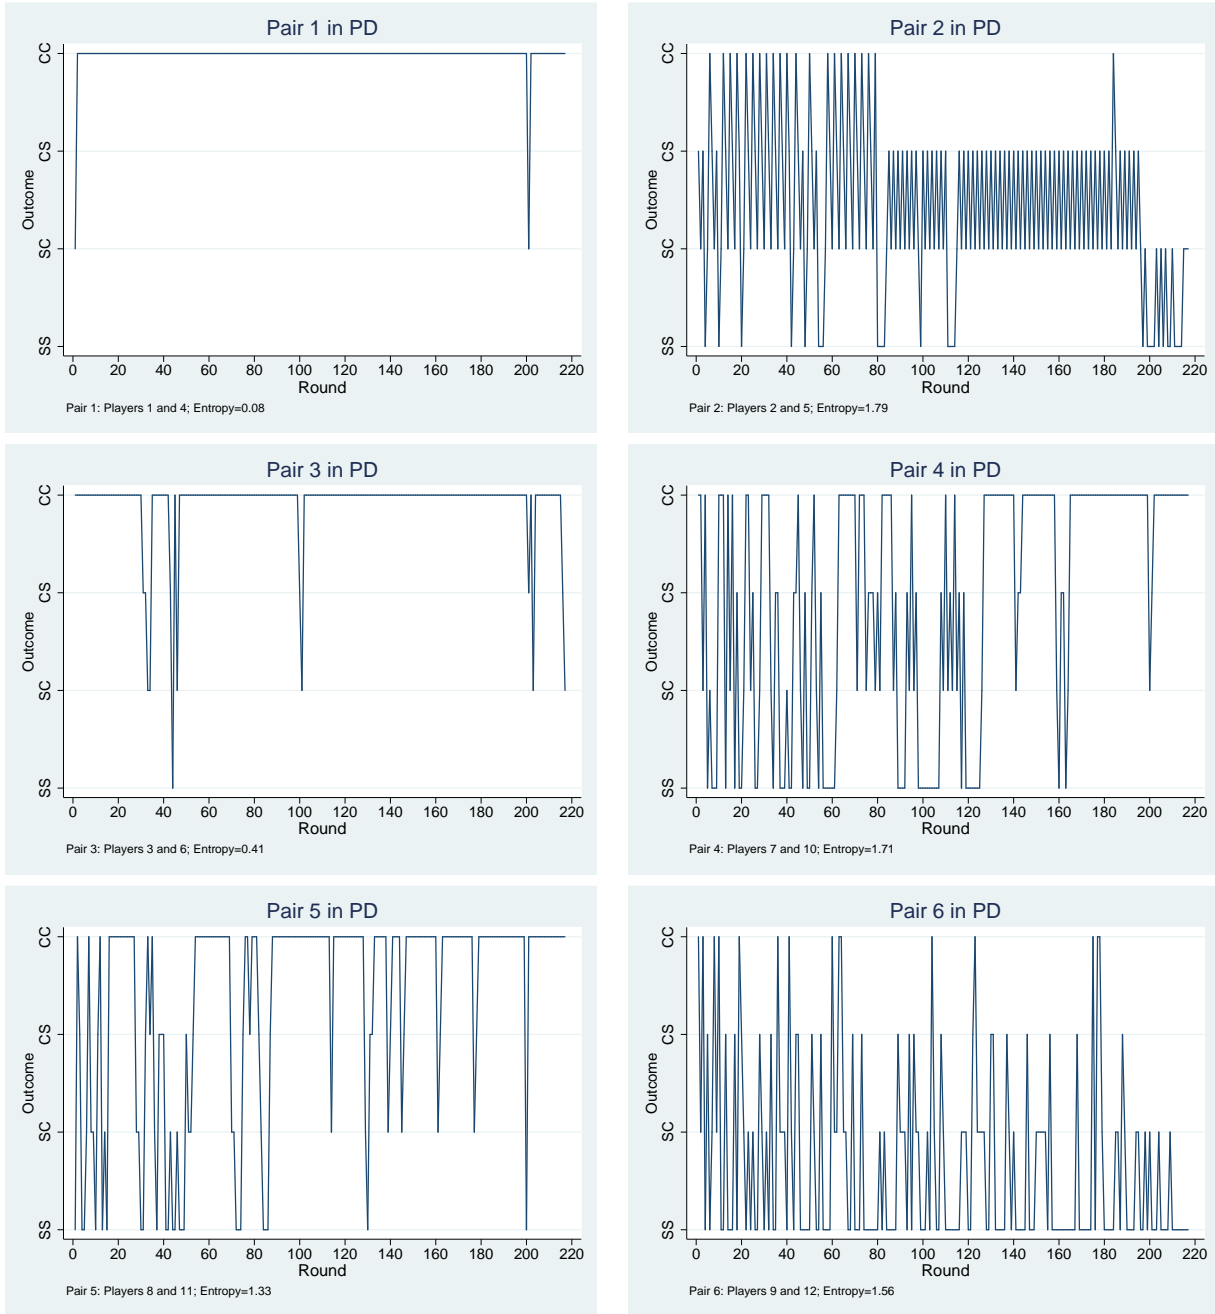 Pair 1 in PD
CC
CS
SC
SS
Outcome
0 20 40 60 80 100 120 140 160 180 200 220
Round
Pair 1: Players 1 and 4; Entropy=0.08
Pair 2 in PD
CC
CS
SC
SS
Outcome
0 20 40 60 80 100 120 140 160 180 200 220
Round
Pair 2: Players 2 and 5; Entropy=1.79
Pair 3 in PD
CC
CS
SC
SS
Outcome
0 20 40 60 80 100 120 140 160 180 200 220
Round
Pair 3: Players 3 and 6; Entropy=0.41
Pair 4 in PD
CC
CS
SC
SS
Outcome
0 20 40 60 80 100 120 140 160 180 200 220
Round
Pair 4: Players 7 and 10; Entropy=1.71
Pair 5 in PD
CC
CS
SC
SS
Outcome
0 20 40 60 80 100 120 140 160 180 200 220
Round
Pair 5: Players 8 and 11; Entropy=1.33
Pair 6 in PD
CC
CS
SC
SS
Outcome
0 20 40 60 80 100 120 140 160 180 200 220
Round
Pair 6: Players 9 and 12; Entropy=1.56